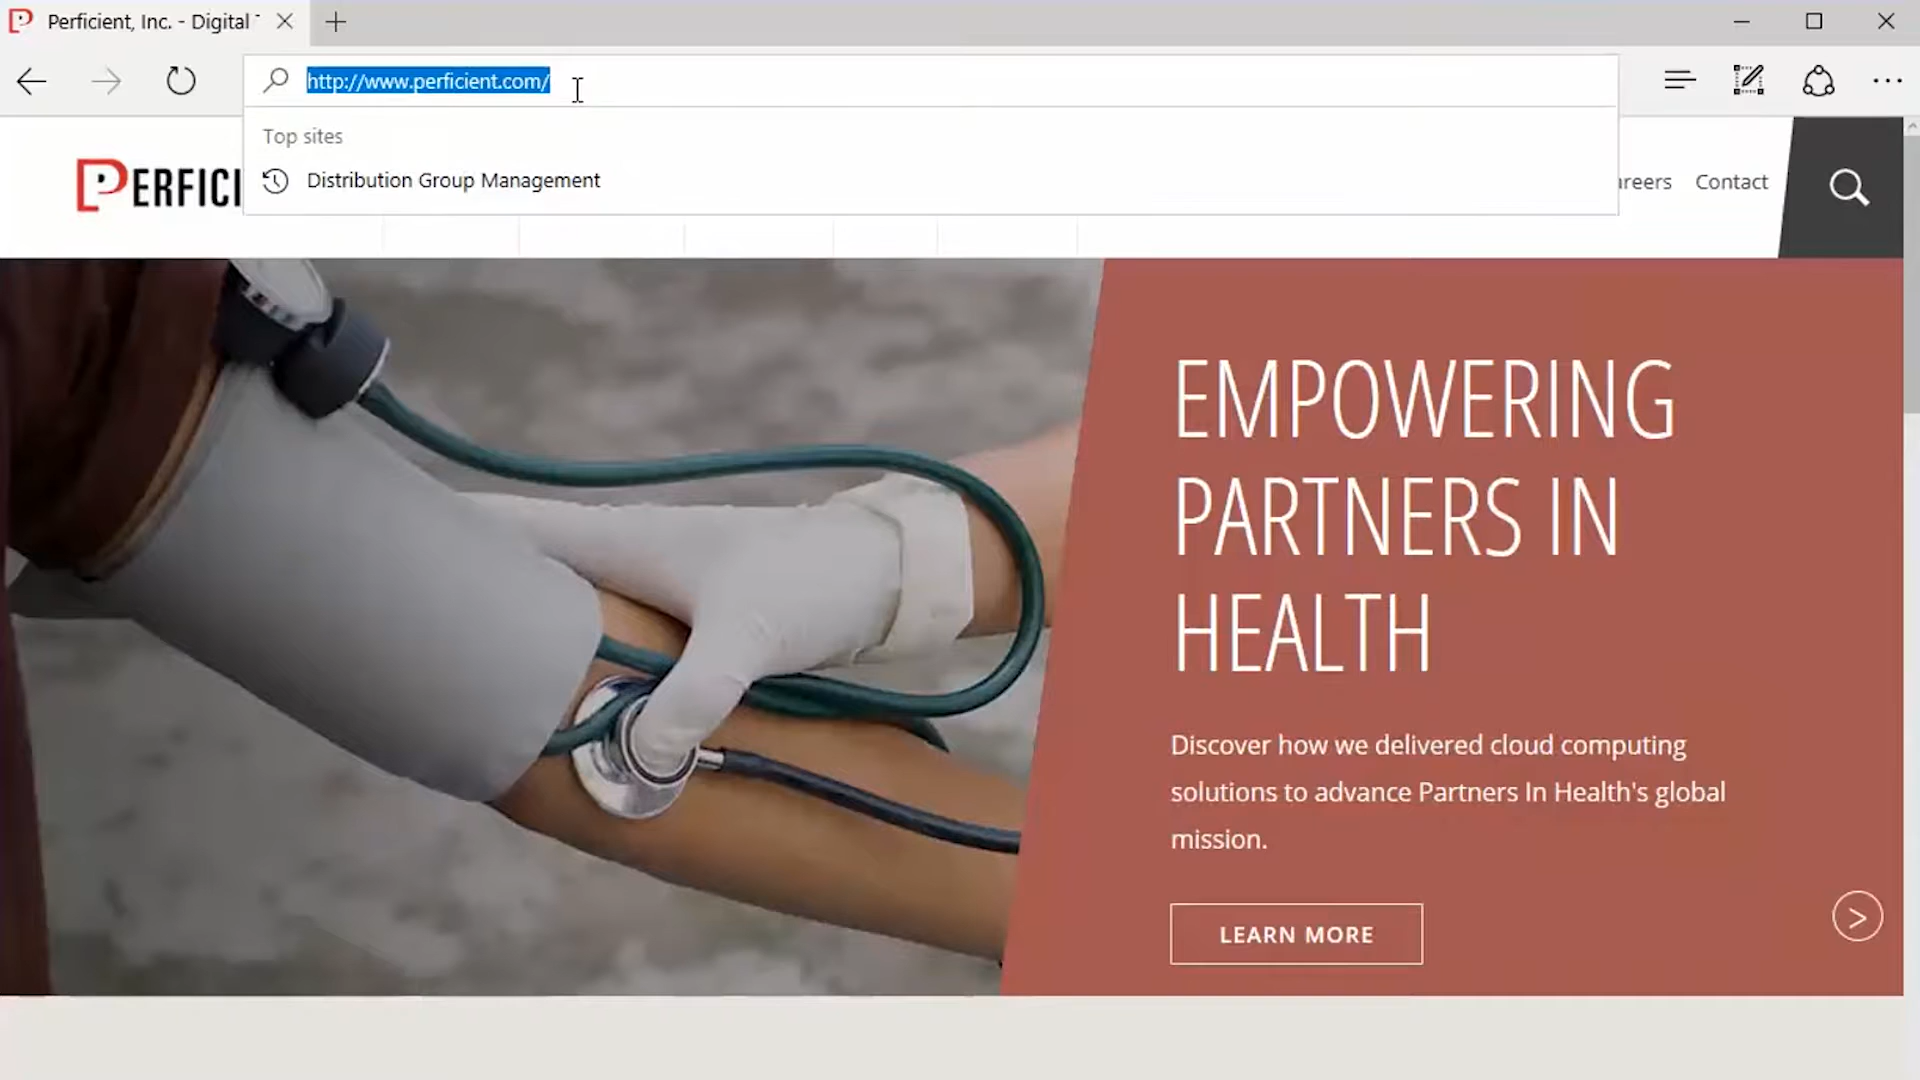 Perficient, Inc. - Digital
http://www.perficient.com/
Top sites
Distribution Group Management
PERFICI
reers
Contact
EMPOWERING
PARTNERS IN
HEALTH
Discover how we delivered cloud computing
solutions to advance Partners In Health's global
mission.
LEARN MORE